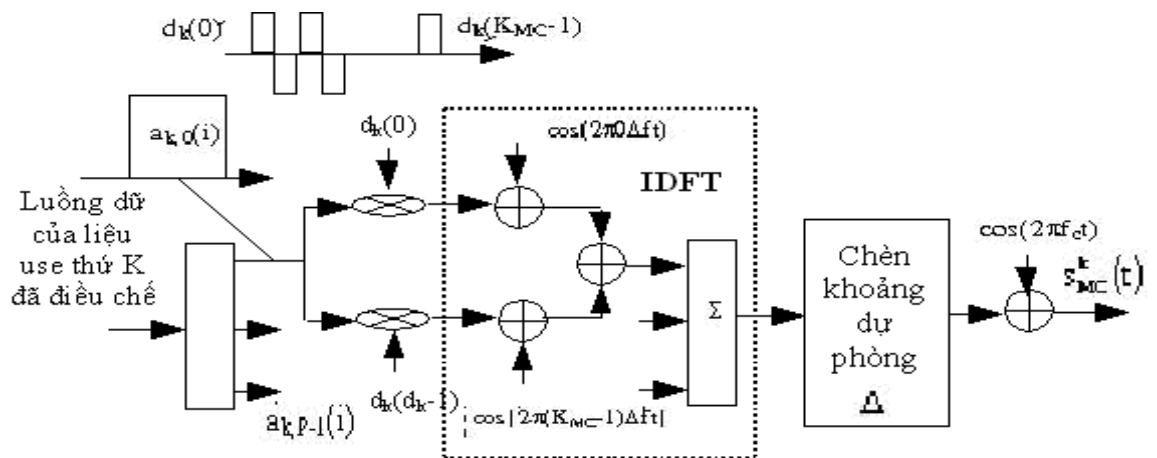 dk(0)
dk(KMC-1)
ak,0(i)
dk(0)
cos(2π0Δft)
IDFT
Luồng dữ
của liệu
use thứ K
đã điều chế
Σ
Chèn
khoảng
dự
phòng
Δ
cos(2πfct)
s^k_MC(t)
ak,p-1(i)
dk(dk-1)
cos|2π(KMC-1)Δft|